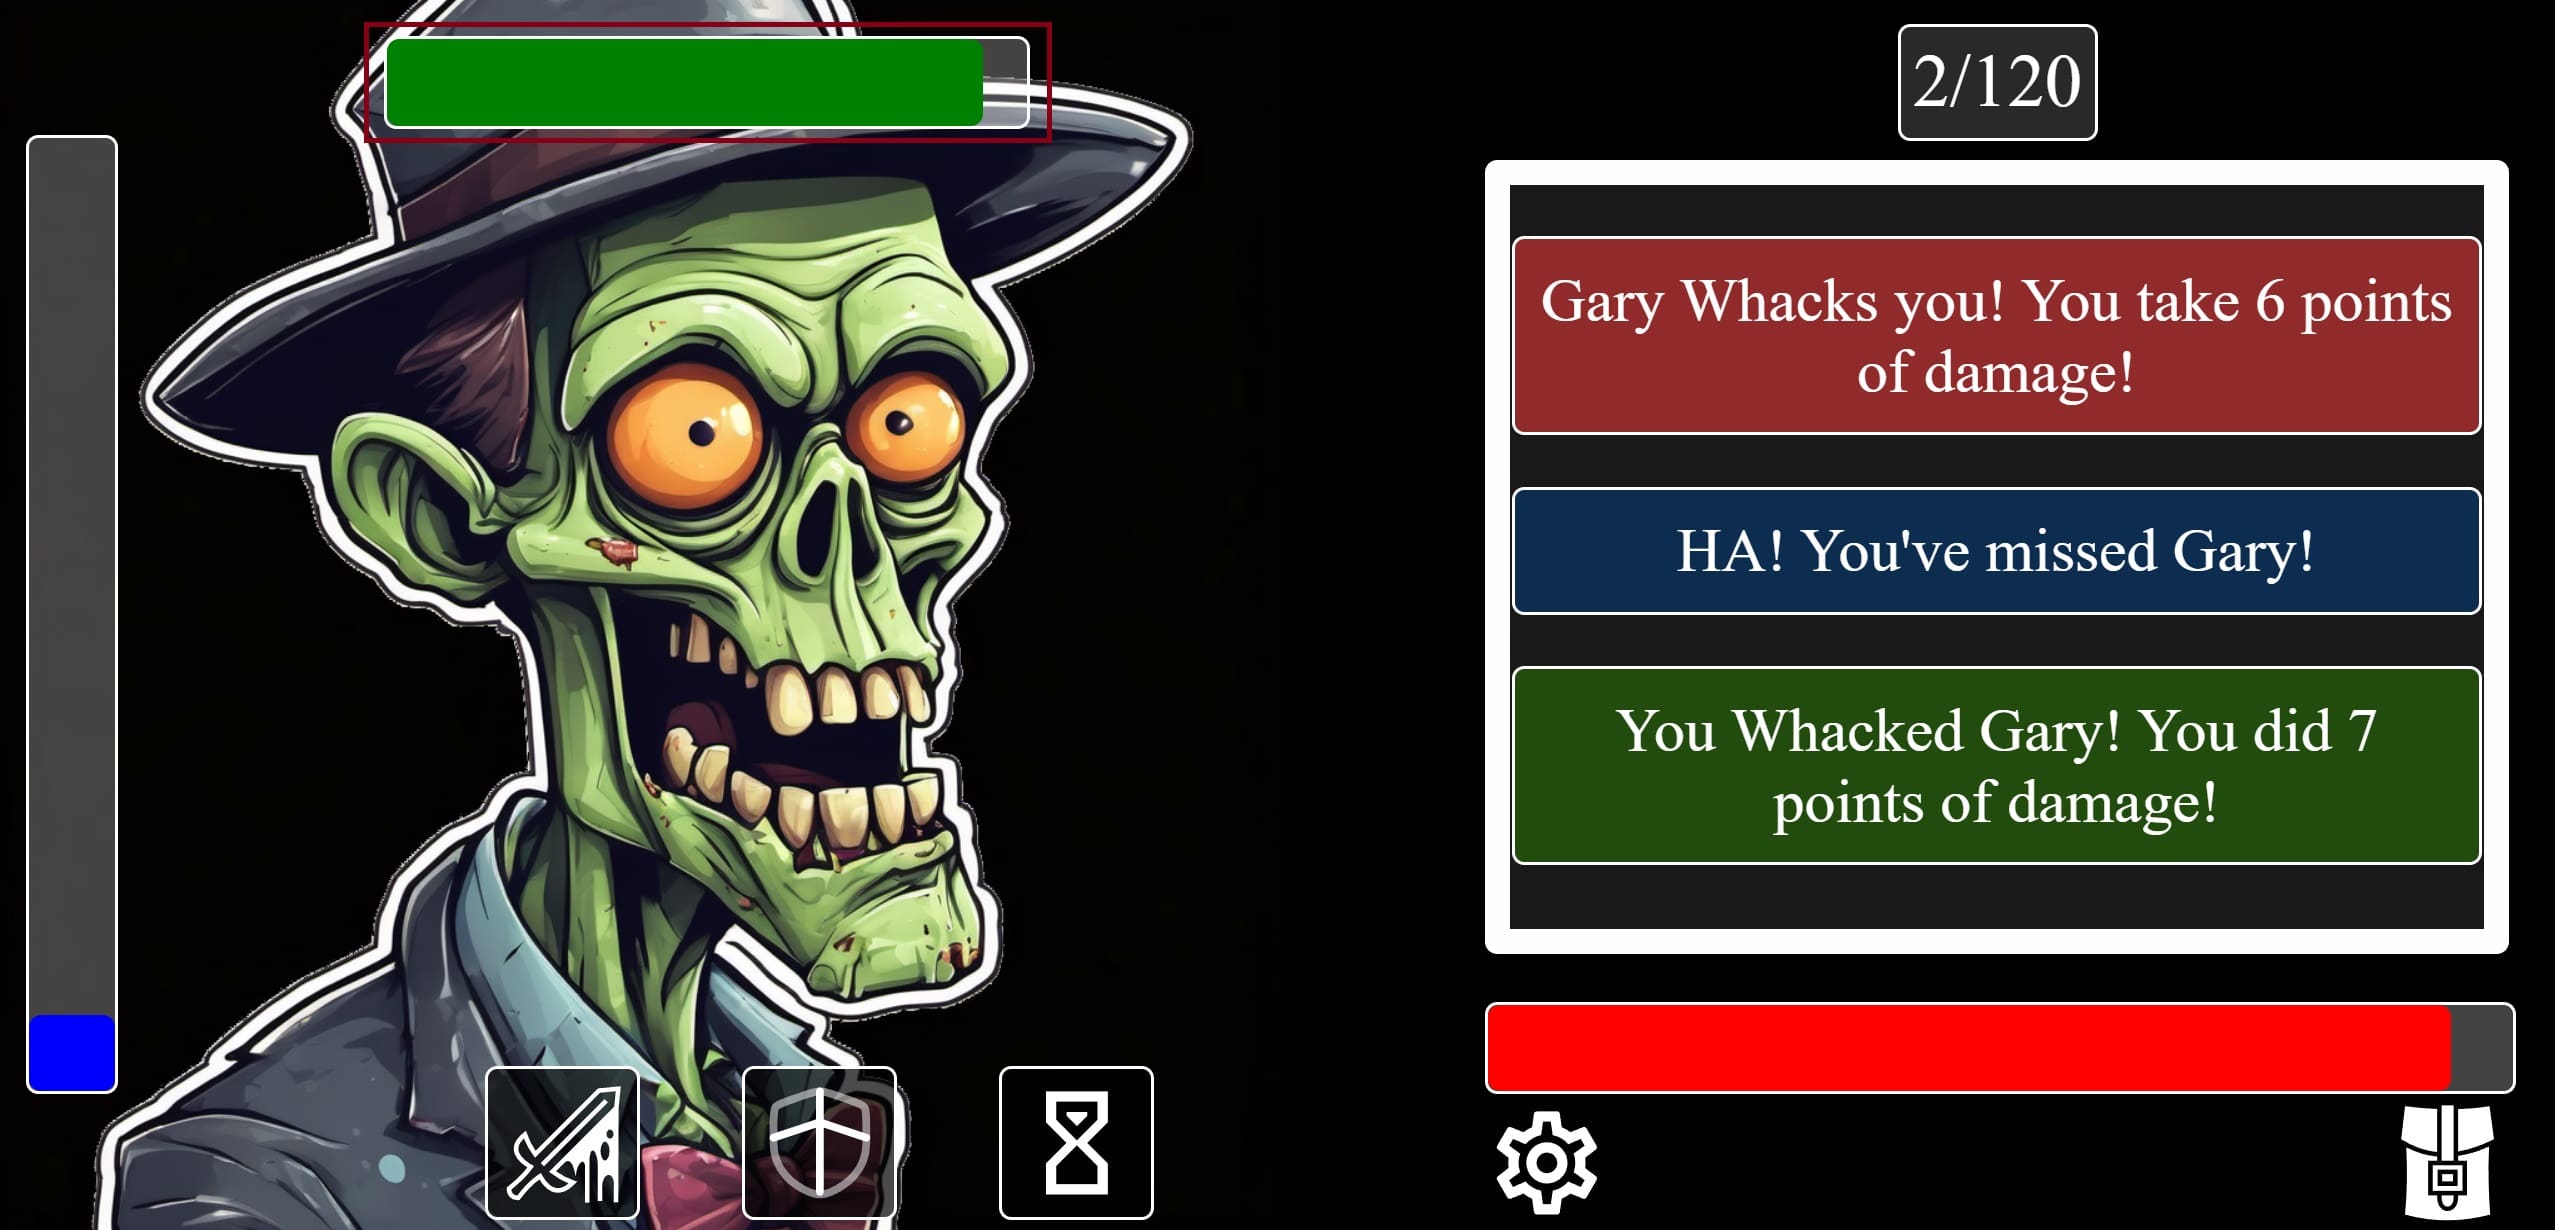 2/120
Gary Whacks you! You take 6 points
of damage!
HA! You've missed Gary!
You Whacked Gary! You did 7
points of damage!